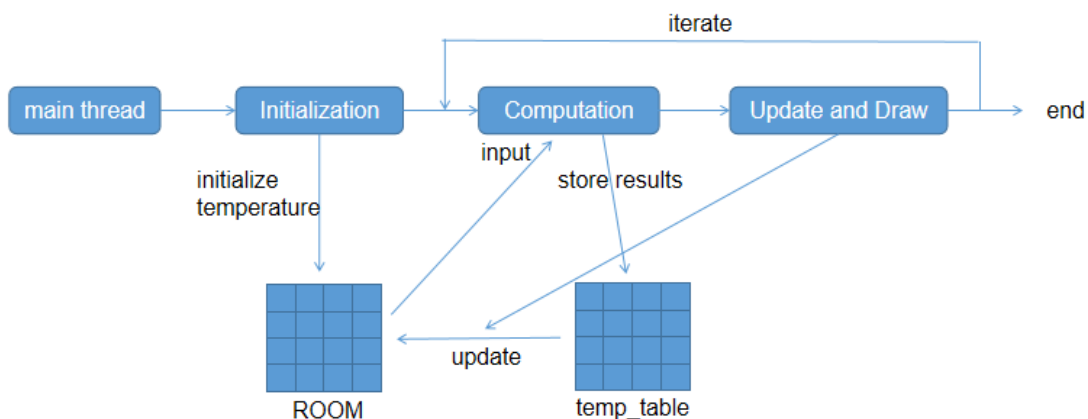 iterate
main thread
Initialization
Computation
Update and Draw
end
input
initialize
temperature
store results
update
ROOM
temp_table